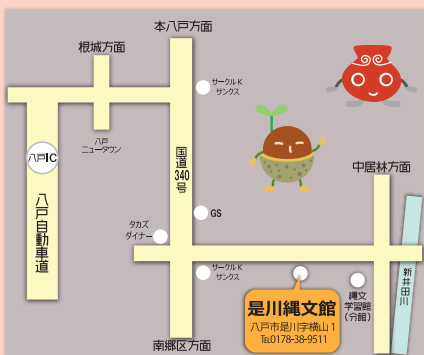 本八戸方面
根城方面
サークルK
サンクス
八戸
ニュータウン
八戸IC
国道
340
号
中居林方面
八戸自動車道
GS
タカズ
ダイナー
サークルK
サンクス
新井田川
縄文
学習館
(分館)
是川縄文館
八戸市是川字横山1
℡0178-38-9511
南郷区方面